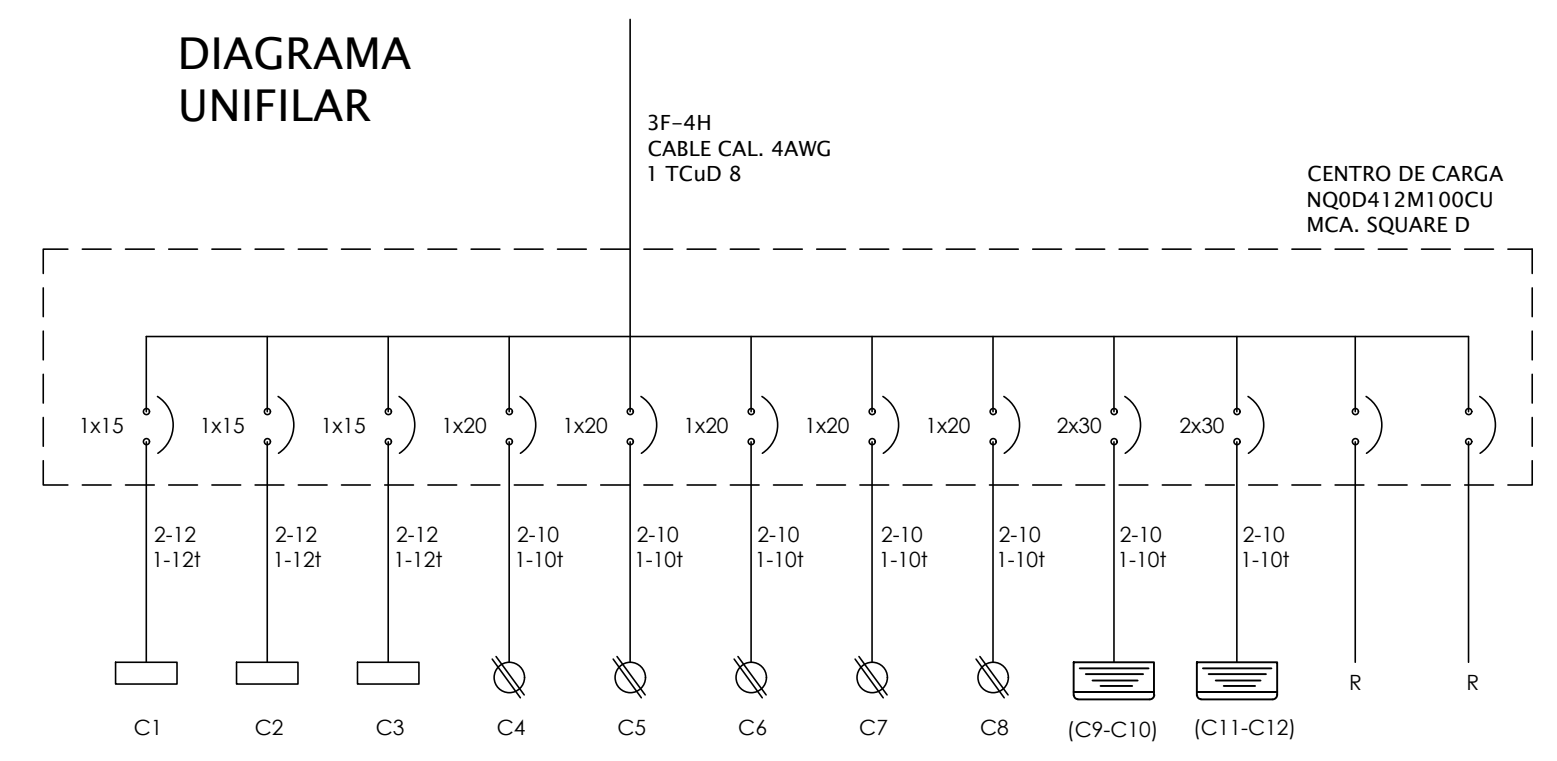 DIAGRAMA
UNIFILAR
3F-4H
CABLE CAL. 4AWG
1 TCuD 8
CENTRO DE CARGA
NQ0D412M100CU
MCA. SQUARE D
1x15 1x15 1x15 1x20 1x20 1x20 1x20 1x20 2x30 2x30
2-12 2-12 2-12 2-10 2-10 2-10 2-10 2-10 2-10 2-10
1-12t 1-12t 1-12t 1-10t 1-10t 1-10t 1-10t 1-10t 1-10t 1-10t
R R
C1 C2 C3 C4 C5 C6 C7 C8 (C9-C10) (C11-C12)